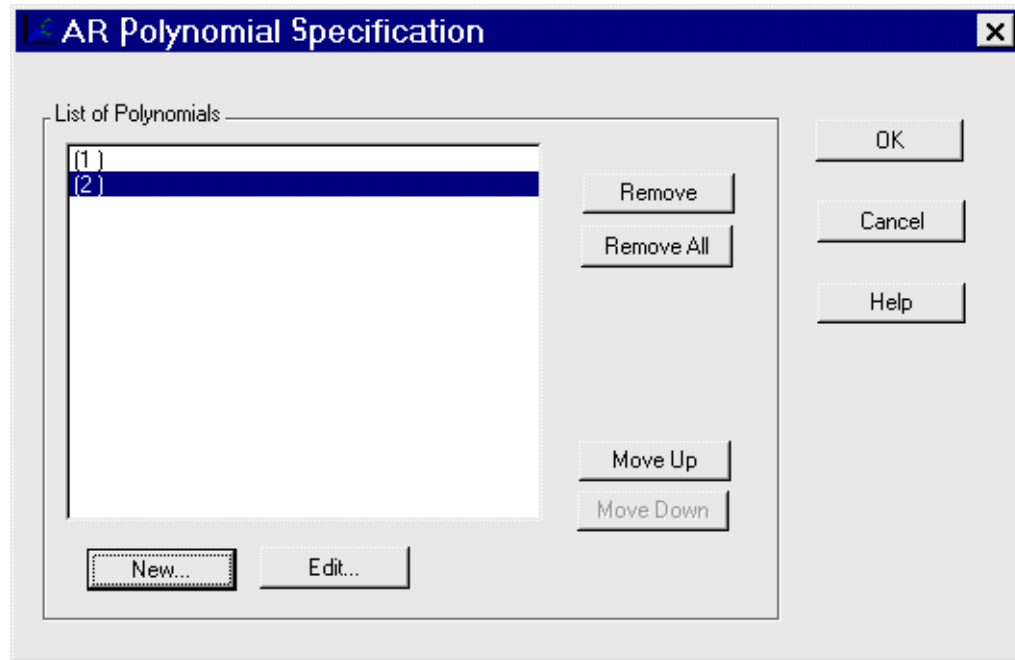 AR Polynomial Specification
List of Polynomials
(1 )
(2 )
Remove
Remove All
Move Up
Move Down
New...
Edit...
OK
Cancel
Help